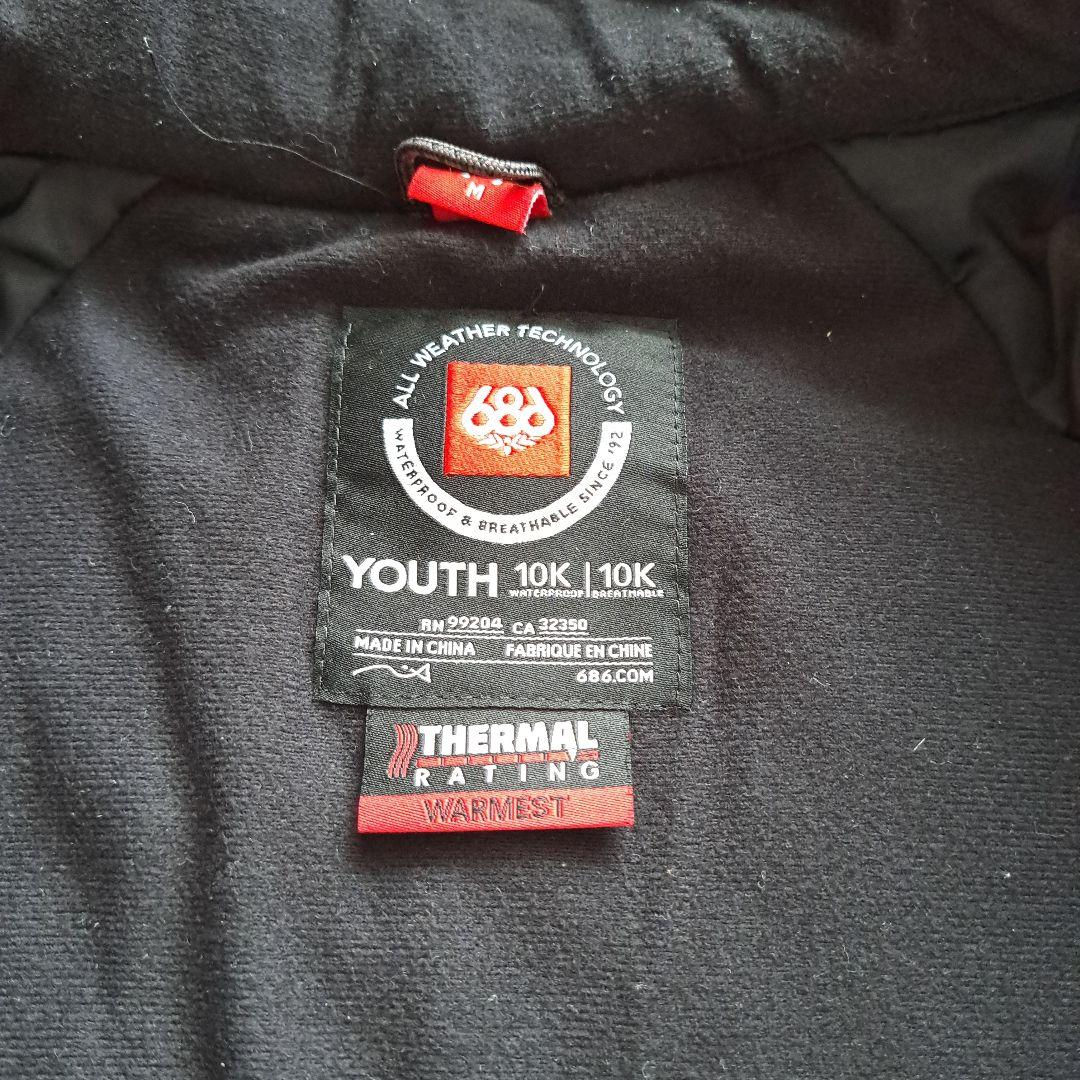 M
ALL WEATHER TECHNOLOGY
686
WATERPROOF & BREATHABLE SINCE '92
YOUTH 10K | 10K
WATERPROOF BREATHABLE
RN 99204 CA 32350
MADE IN CHINA FABRIQUE EN CHINE
686.COM
THERMAL
RATING
WARMEST